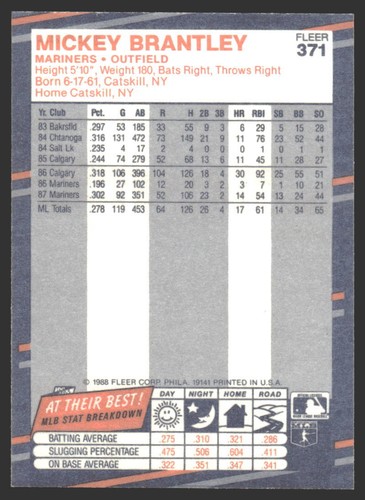 MICKEY BRANTLEY
FLEER
371
MARINERS • OUTFIELD
Height 5'10", Weight 180, Bats Right, Throws Right
Born 6-17-61, Catskill, NY
Home Catskill, NY
Yr. Club Pct. G AB R H 2B 3B HR RBI SB BB SO
83 Bakrsfld .297 53 185 33 55 9 3 6 29 5 15 28
84 Chtanoga .316 131 472 73 149 21 9 11 76 23 52 44
84 Salt Lk .235 4 17 2 4 0 0 0 0 0 1
85 Calgary .244 74 279 52 68 13 6 11 45 11 28 27
86 Calgary .318 106 396 104 126 18 4 30 92 25 55 51
86 Mariners .196 27 102 12 20 3 2 3 7 1 10 21
87 Mariners .302 92 351 52 106 23 2 14 54 13 24 44
ML Totals .278 119 453 64 126 26 4 17 61 14 34 65
© 1988 FLEER CORP. PHILA. 19141 PRINTED IN U.S.A.
AT THEIR BEST!
MLB STAT BREAKDOWN
DAY NIGHT HOME ROAD
BATTING AVERAGE .275 .310 .321 .286
SLUGGING PERCENTAGE .475 .506 .604 .411
ON BASE AVERAGE .322 .351 .347 .341